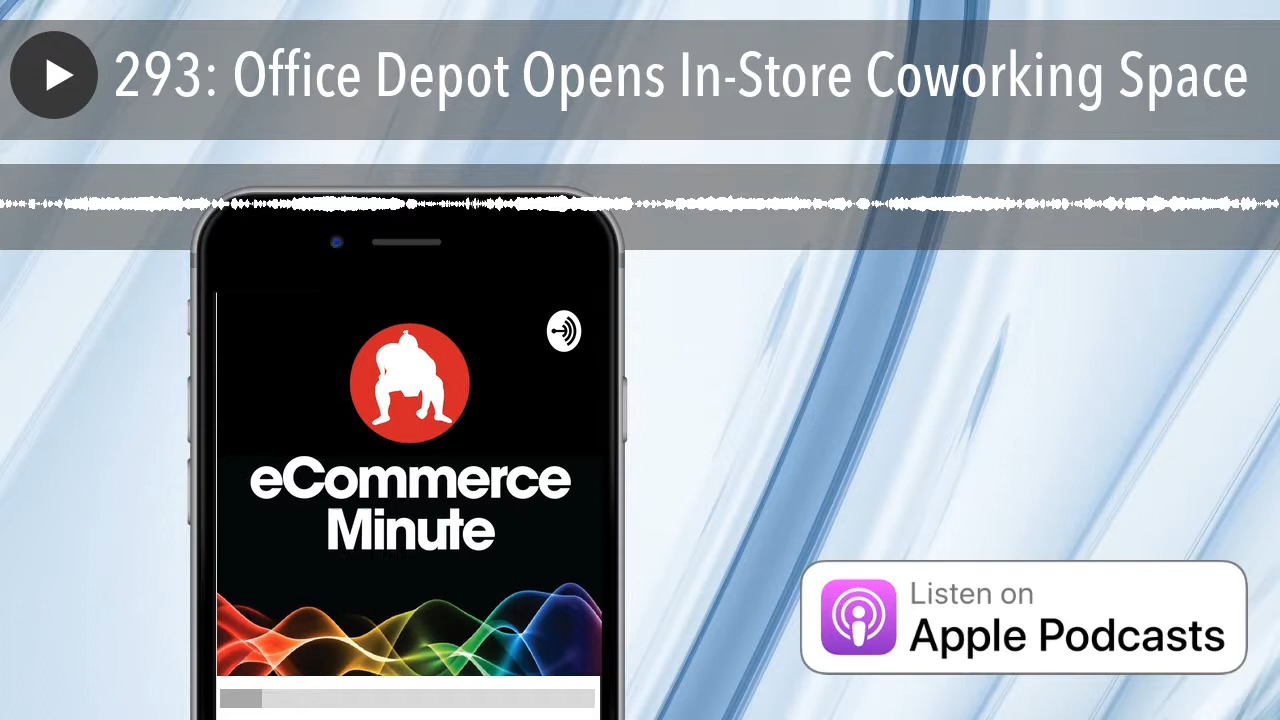 293: Office Depot Opens In-Store Coworking Space
eCommerce
Minute
Listen on
Apple Podcasts